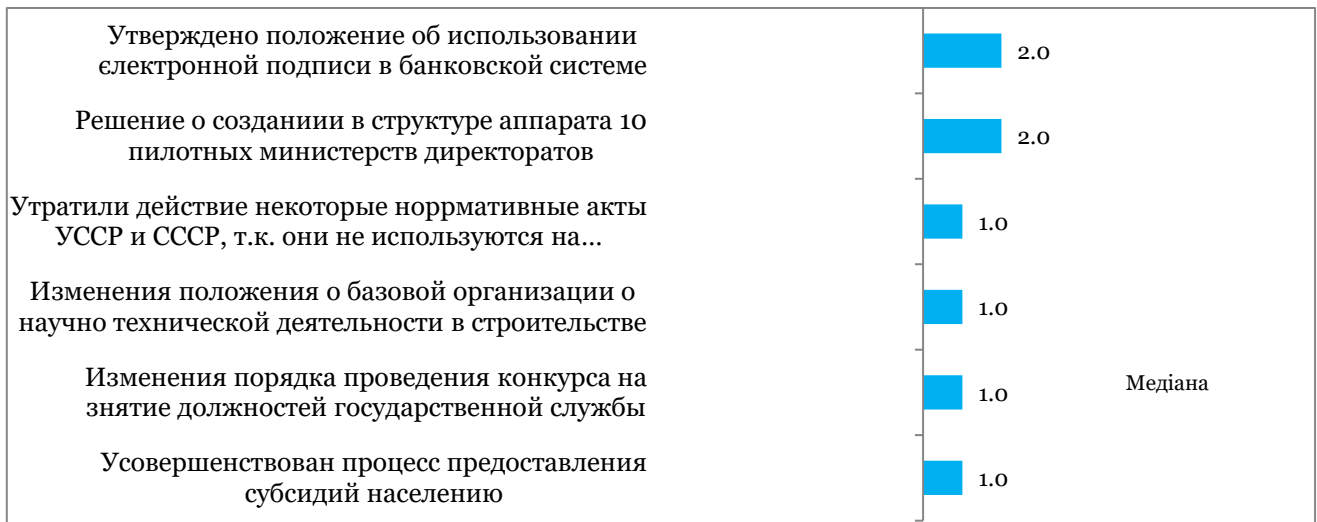 Утверждено положение об использовании
єлектронной подписи в банковской системе
2.0
Решение о созданиии в структуре аппарата 10
пилотных министерств директоратов
2.0
Утратили действие некоторые норрмативные акты
УССР и СССР, т.к. они не используются на...
1.0
Изменения положения о базовой организации о
научно технической деятельности в строительстве
1.0
Изменения порядка проведения конкурса на
знятие должностей государственной службы
1.0
Медіана
Усовершенствован процесс предоставления
субсидий населению
1.0